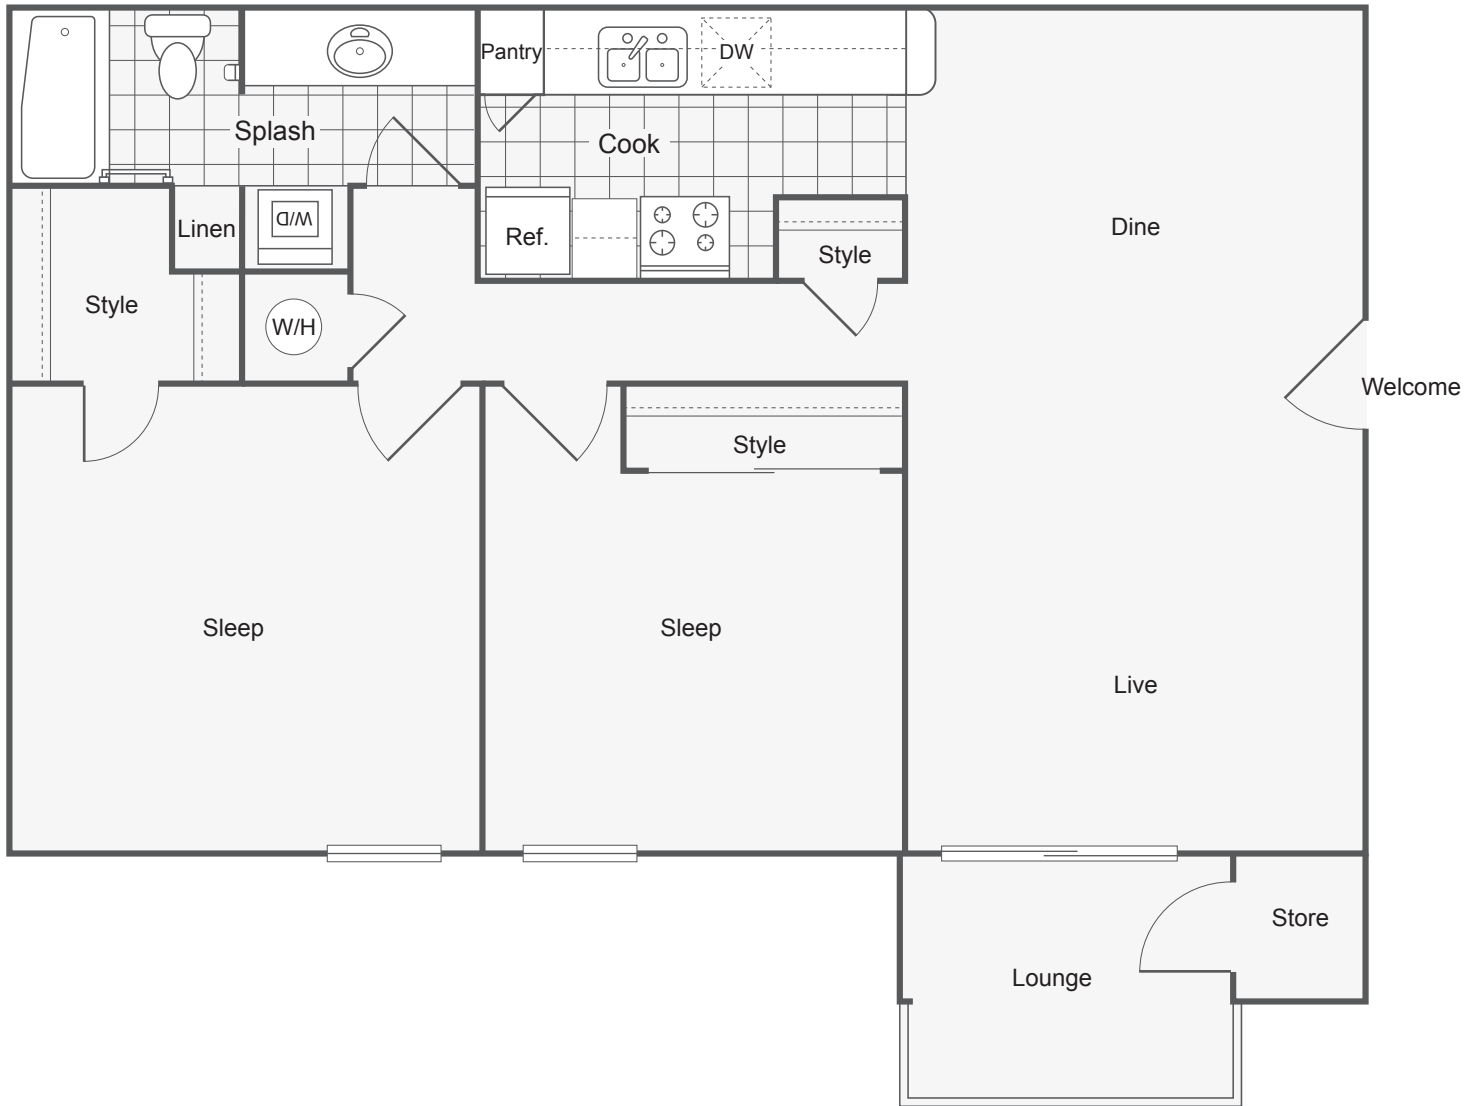 Pantry
DW
Splash
Cook
Linen
W/D
Ref.
Style
Dine
Style
W/H
Welcome
Style
Sleep
Sleep
Live
Store
Lounge